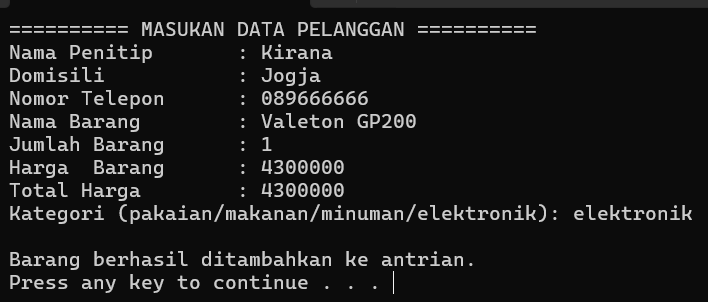 ========== MASUKAN DATA PELANGGAN ==========
Nama Penitip       : Kirana
Domisili           : Jogja
Nomor Telepon      : 089666666
Nama Barang        : Valeton GP200
Jumlah Barang      : 1
Harga  Barang      : 4300000
Total Harga        : 4300000
Kategori (pakaian/makanan/minuman/elektronik): elektronik
Barang berhasil ditambahkan ke antrian.
Press any key to continue . . .